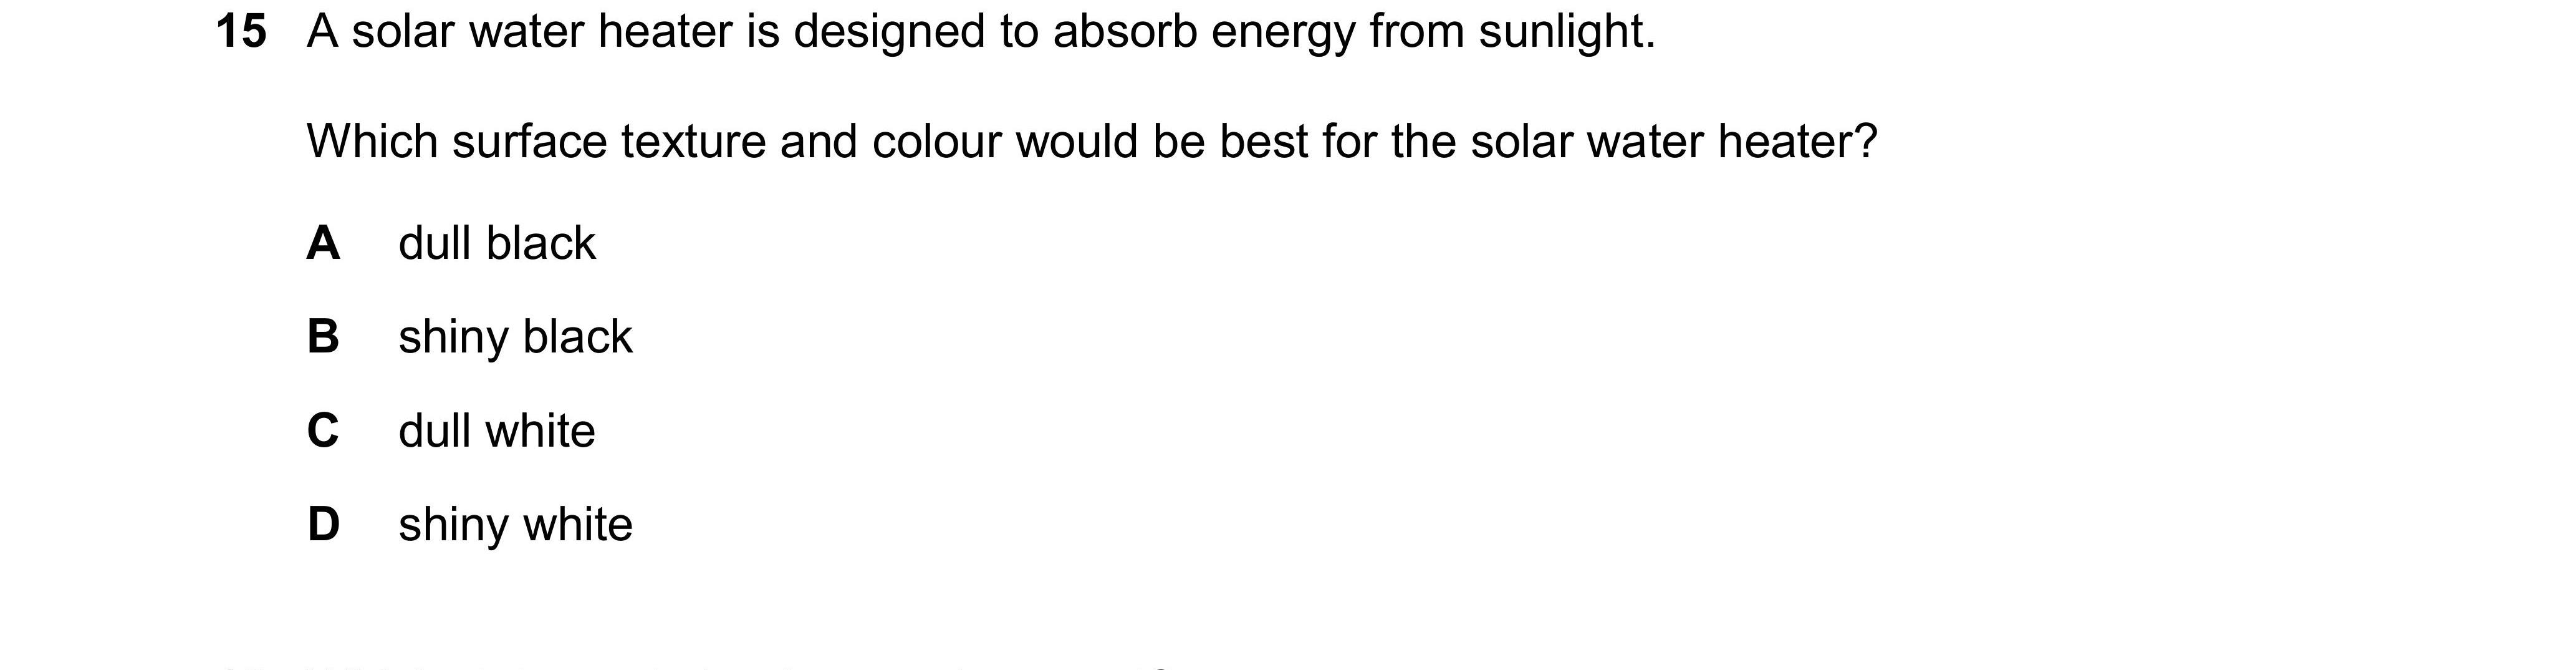 15 A solar water heater is designed to absorb energy from sunlight.
Which surface texture and colour would be best for the solar water heater?
A dull black
B shiny black
C dull white
D shiny white